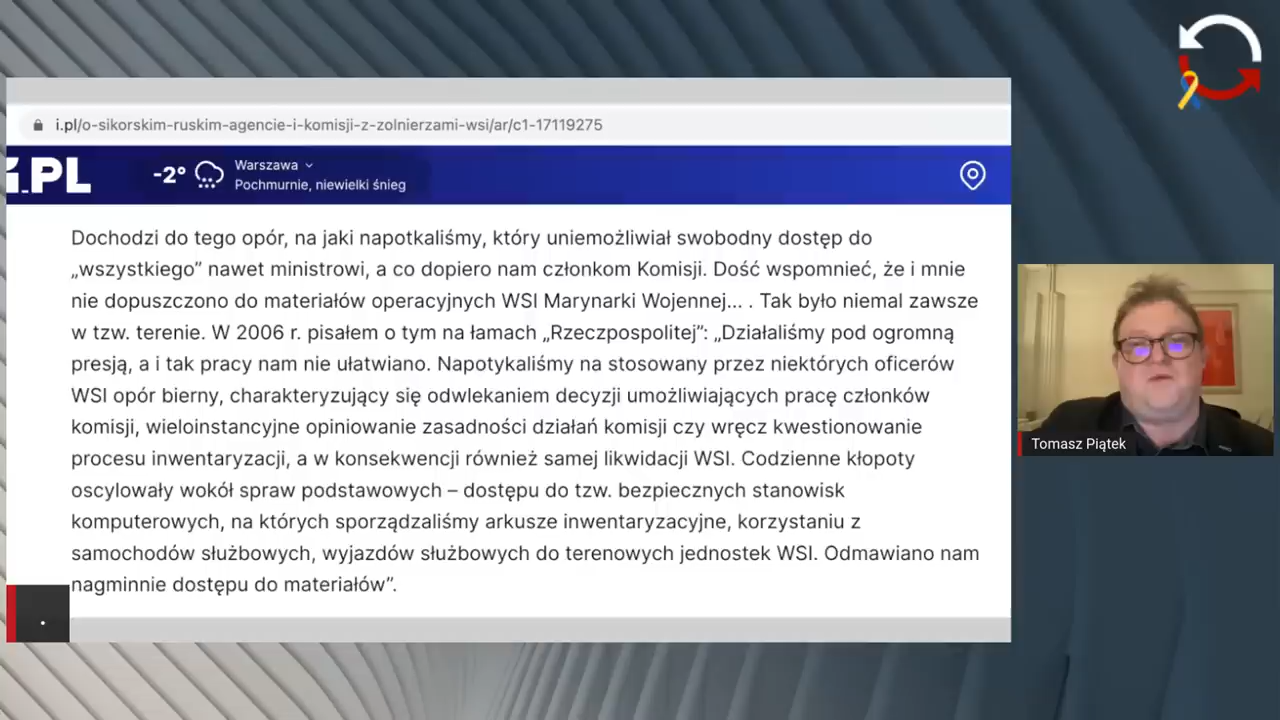 i.pl/o-sikorskim-ruskim-agencie-i-komisji-z-zolnierzami-wsi/ar/c1-17119275
i.PL
-2°
Warszawa
Pochmurnie, niewielki śnieg
Dochodzi do tego opór, na jaki napotkaliśmy, który uniemożliwiał swobodny dostęp do
„wszystkiego” nawet ministrowi, a co dopiero nam członkom Komisji. Dość wspomnieć, że i mnie
nie dopuszczono do materiałów operacyjnych WSI Marynarki Wojennej... . Tak było niemal zawsze
w tzw. terenie. W 2006 r. pisałem o tym na łamach „Rzeczpospolitej”: „Działaliśmy pod ogromną
presją, a i tak pracy nam nie ułatwiano. Napotykaliśmy na stosowany przez niektórych oficerów
WSI opór bierny, charakteryzujący się odwlekaniem decyzji umożliwiających pracę członków
komisji, wieloinstancyjne opiniowanie zasadności działań komisji czy wręcz kwestionowanie
procesu inwentaryzacji, a w konsekwencji również samej likwidacji WSI. Codzienne kłopoty
oscylowały wokół spraw podstawowych – dostępu do tzw. bezpiecznych stanowisk
komputerowych, na których sporządzaliśmy arkusze inwentaryzacyjne, korzystaniu z
samochodów służbowych, wyjazdów służbowych do terenowych jednostek WSI. Odmawiano nam
nagminnie dostępu do materiałów”.
.
Tomasz Piątek